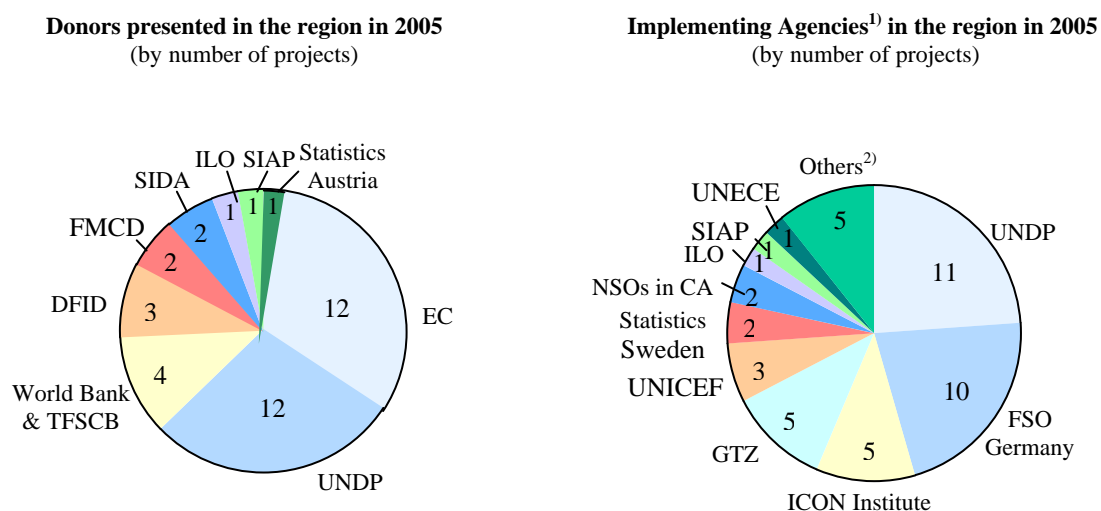 Donors presented in the region in 2005
(by number of projects)
ILO
SIAP
Statistics
Austria
SIDA
FMCD
DFID
World Bank
& TFSCB
UNDP
EC
1
1
1
2
2
3
4
12
12
Implementing Agencies1) in the region in 2005
(by number of projects)
Others2)
UNECE
SIAP
ILO
NSOs in CA
Statistics
Sweden
UNICEF
GTZ
ICON Institute
FSO
Germany
UNDP
5
1
1
1
2
2
3
5
5
10
11